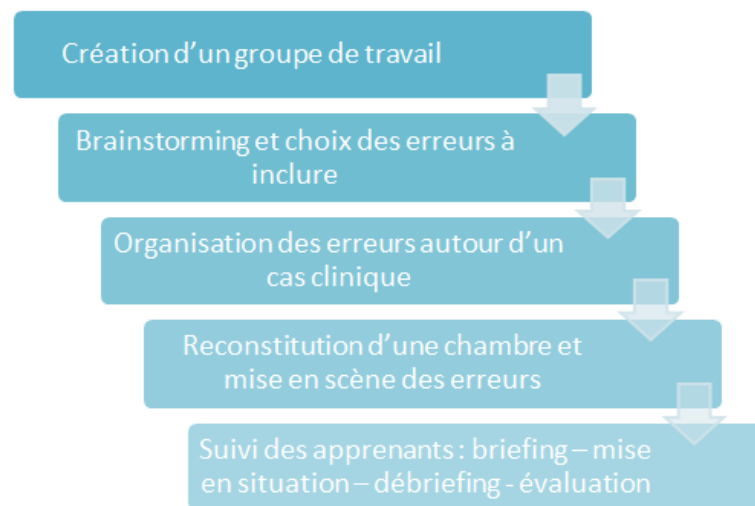 Création d’un groupe de travail
Brainstorming et choix des erreurs à
inclure
Organisation des erreurs autour d’un
cas clinique
Reconstitution d’une chambre et
mise en scène des erreurs
Suivi des apprenants : briefing – mise
en situation – débriefing - évaluation